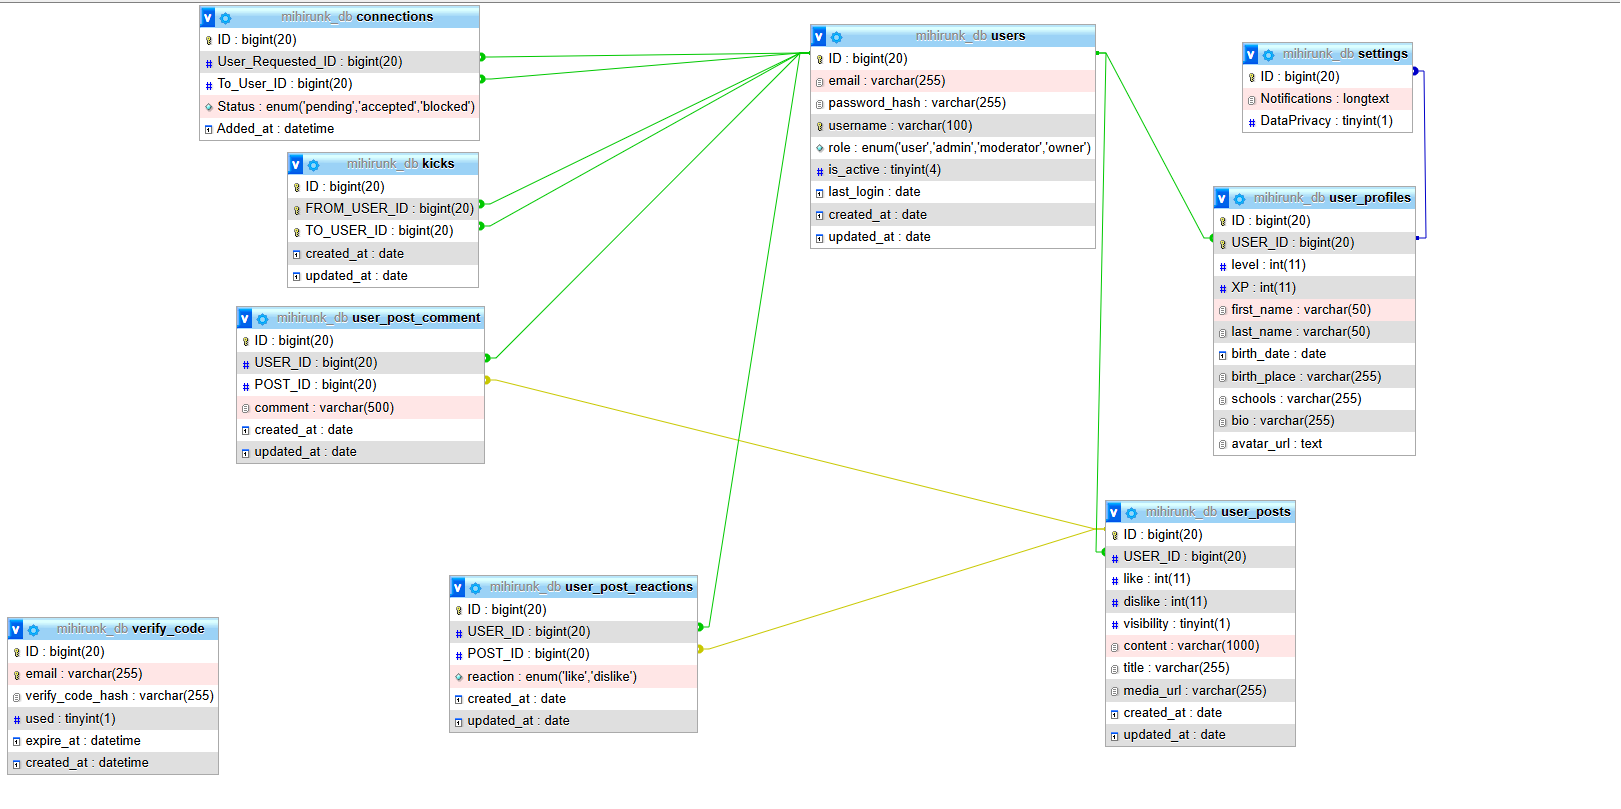 v mihirunk_db connections
ID : bigint(20)
# User_Requested_ID : bigint(20)
# To_User_ID : bigint(20)
Status : enum('pending','accepted','blocked')
Added_at : datetime
v mihirunk_db kicks
ID : bigint(20)
FROM_USER_ID : bigint(20)
TO_USER_ID : bigint(20)
created_at : date
updated_at : date
v mihirunk_db user_post_comment
ID : bigint(20)
# USER_ID : bigint(20)
# POST_ID : bigint(20)
comment : varchar(500)
created_at : date
updated_at : date
v mihirunk_db users
ID : bigint(20)
email : varchar(255)
password_hash : varchar(255)
username : varchar(100)
role : enum('user','admin','moderator','owner')
# is_active : tinyint(4)
last_login : date
created_at : date
updated_at : date
v mihirunk_db settings
ID : bigint(20)
Notifications : longtext
# DataPrivacy : tinyint(1)
v mihirunk_db user_profiles
ID : bigint(20)
USER_ID : bigint(20)
# level : int(11)
# XP : int(11)
first_name : varchar(50)
last_name : varchar(50)
birth_date : date
birth_place : varchar(255)
schools : varchar(255)
bio : varchar(255)
avatar_url : text
v mihirunk_db user_posts
ID : bigint(20)
# USER_ID : bigint(20)
# like : int(11)
# dislike : int(11)
# visibility : tinyint(1)
content : varchar(1000)
title : varchar(255)
media_url : varchar(255)
created_at : date
updated_at : date
v mihirunk_db user_post_reactions
ID : bigint(20)
# USER_ID : bigint(20)
# POST_ID : bigint(20)
reaction : enum('like','dislike')
created_at : date
updated_at : date
v mihirunk_db verify_code
ID : bigint(20)
email : varchar(255)
verify_code_hash : varchar(255)
# used : tinyint(1)
expire_at : datetime
created_at : datetime